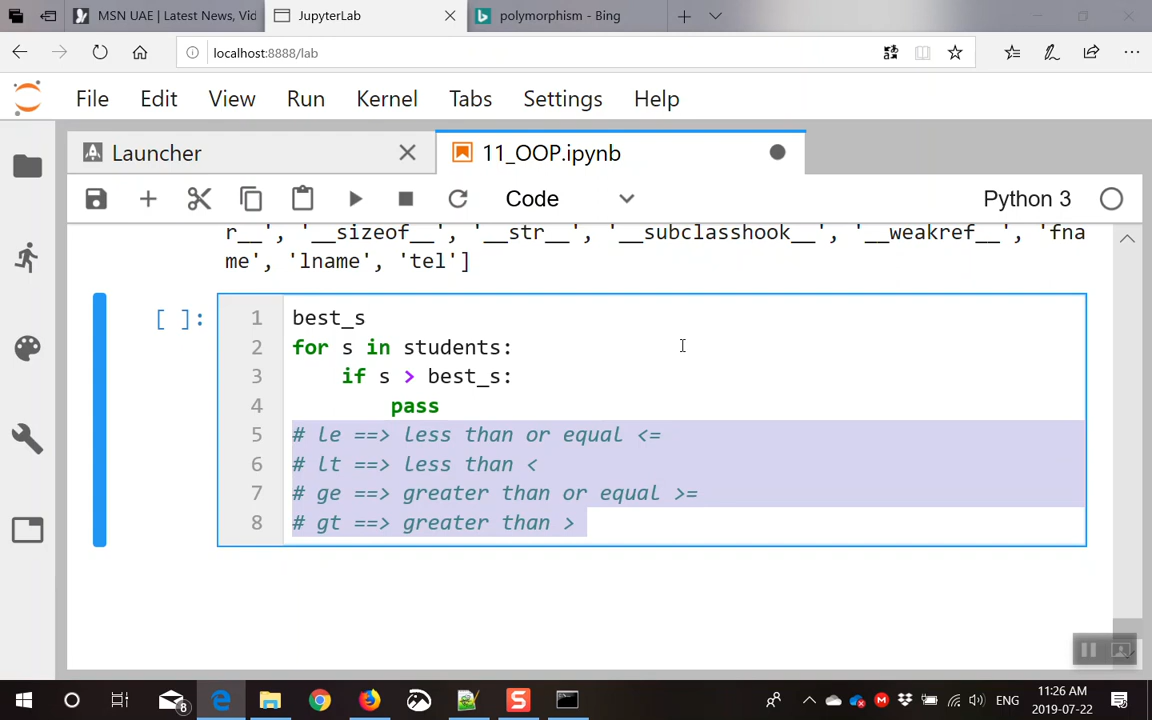 MSN UAE | Latest News, Vid
JupyterLab
polymorphism - Bing
localhost:8888/lab
File Edit View Run Kernel Tabs Settings Help
Launcher
11_OOP.ipynb
Code
Python 3
r__', '__sizeof__', '__str__', '__subclasshook__', '__weakref__', 'fna
me', 'lname', 'tel']
[ ]:
1 best_s
2 for s in students:
3 if s > best_s:
4 pass
5 # le ==> less than or equal <=
6 # lt ==> less than <
7 # ge ==> greater than or equal >=
8 # gt ==> greater than >
8
ENG
11:26 AM
2019-07-22